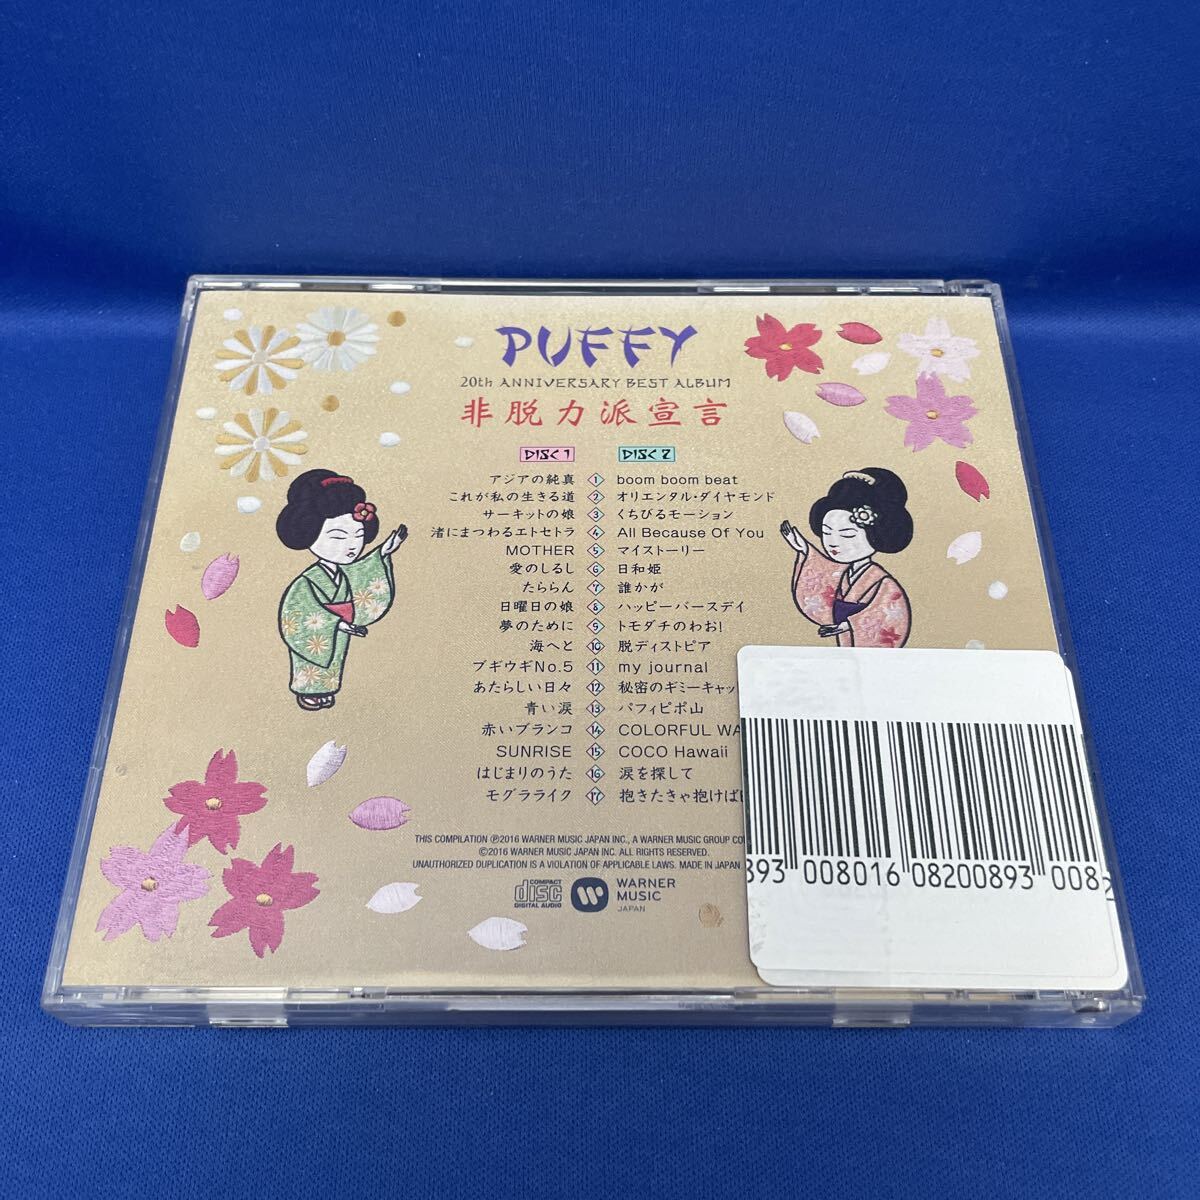 PUFFY
20th ANNIVERSARY BEST ALBUM
非脱力派宣言
DISC 1 DISC 2
アジアの純真 1 boom boom beat
これが私の生きる道 2 オリエンタル・ダイヤモンド
サーキットの娘 3 くちびるモーション
渚にまつわるエトセトラ 4 All Because Of You
MOTHER 5 マイストーリー
愛のしるし 6 日和姫
たららん 7 誰かが
日曜日の娘 8 ハッピーバースデイ
夢のために 9 トモダチのわお!
海へと 10 脱ディストピア
ブギウギNo.5 11 my journal
あたらしい日々 12 秘密のギミーキャッ
青い涙 13 パフィピポ山
赤いブランコ 14 COLORFUL WA
SUNRISE 15 COCO Hawaii
はじまりのうた 16 涙を探して
モグラライク 17 抱きたきゃ抱けば
THIS COMPILATION ℗2016 WARNER MUSIC JAPAN INC., A WARNER MUSIC GROUP CO
©2016 WARNER MUSIC JAPAN INC. ALL RIGHTS RESERVED.
UNAUTHORIZED DUPLICATION IS A VIOLATION OF APPLICABLE LAWS. MADE IN JAPAN
COMPACT disc DIGITAL AUDIO
WARNER MUSIC JAPAN
893 008016 08200893 008